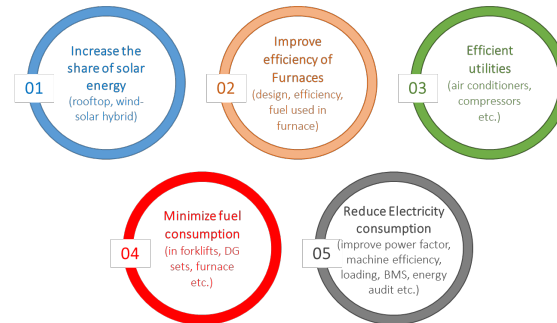 01
Increase the
share of solar
energy
(rooftop, wind-
solar hybrid)
02
Improve
efficiency of
Furnaces
(design, efficiency,
fuel used in
furnace)
03
Efficient
utilities
(air conditioners,
compressors
etc.)
04
Minimize fuel
consumption
(in forklifts, DG
sets, furnace
etc.)
05
Reduce Electricity
consumption
(improve power factor,
machine efficiency,
loading, BMS, energy
audit etc.)